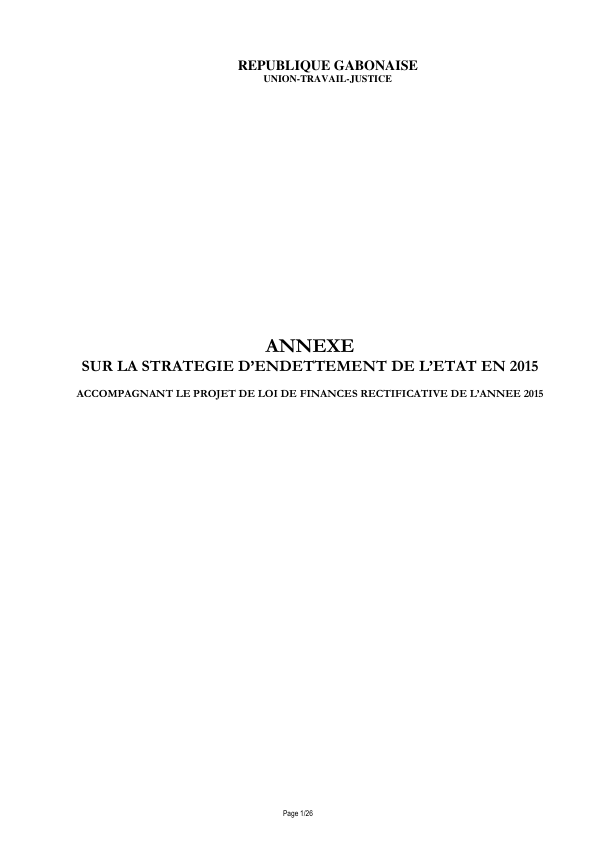 REPUBLIQUE GABONAISE
UNION-TRAVAIL-JUSTICE
ANNEXE
SUR LA STRATEGIE D’ENDETTEMENT DE L’ETAT EN 2015
ACCOMPAGNANT LE PROJET DE LOI DE FINANCES RECTIFICATIVE DE L’ANNEE 2015
Page 1/26